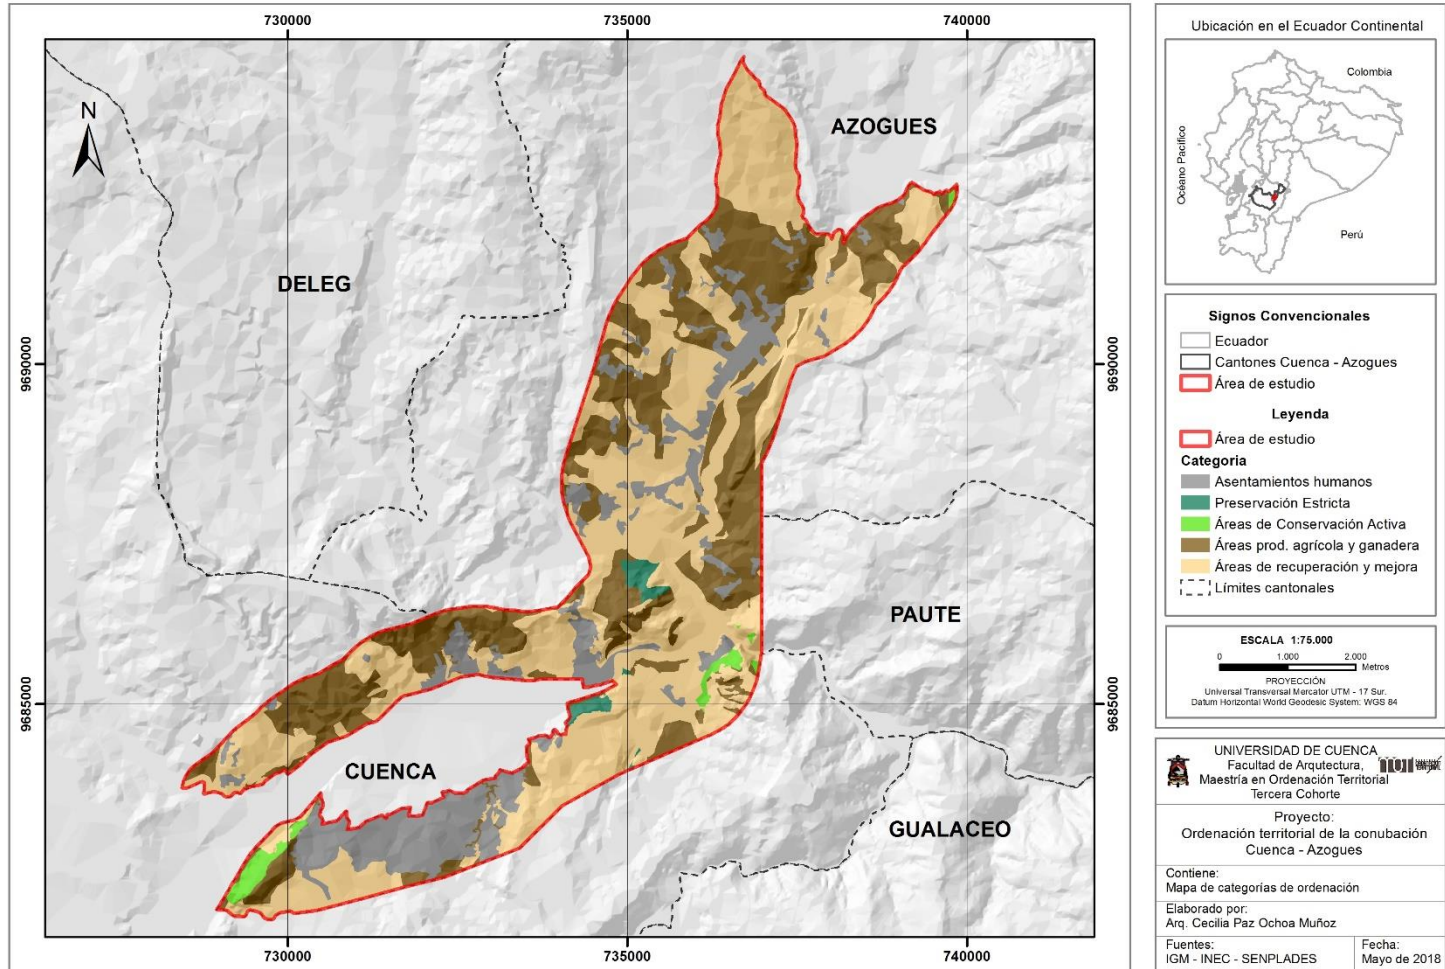 730000
735000
740000
N
AZOGUES
DELEG
9690000
9690000
PAUTE
9685000
9685000
CUENCA
GUALACEO
730000
735000
740000
Ubicación en el Ecuador Continental
Colombia
Océano Pacífico
Perú
Signos Convencionales
Ecuador
Cantones Cuenca - Azogues
Área de estudio
Leyenda
Área de estudio
Categoria
Asentamientos humanos
Preservación Estricta
Áreas de Conservación Activa
Áreas prod. agrícola y ganadera
Áreas de recuperación y mejora
Límites cantonales
ESCALA 1:75.000
0 1.000 2.000
Metros
PROYECCIÓN
Universal Transversal Mercator UTM - 17 Sur.
Datum Horizontal World Geodesic System: WGS 84
UNIVERSIDAD DE CUENCA
Facultad de Arqutectura,
Maestría en Ordenación Territorial
Tercera Cohorte
Proyecto:
Ordenación territorial de la conubación
Cuenca - Azogues
Contiene:
Mapa de categorías de ordenación
Elaborado por:
Arq. Cecilia Paz Ochoa Muñoz
Fuentes:
IGM - INEC - SENPLADES
Fecha:
Mayo de 2018